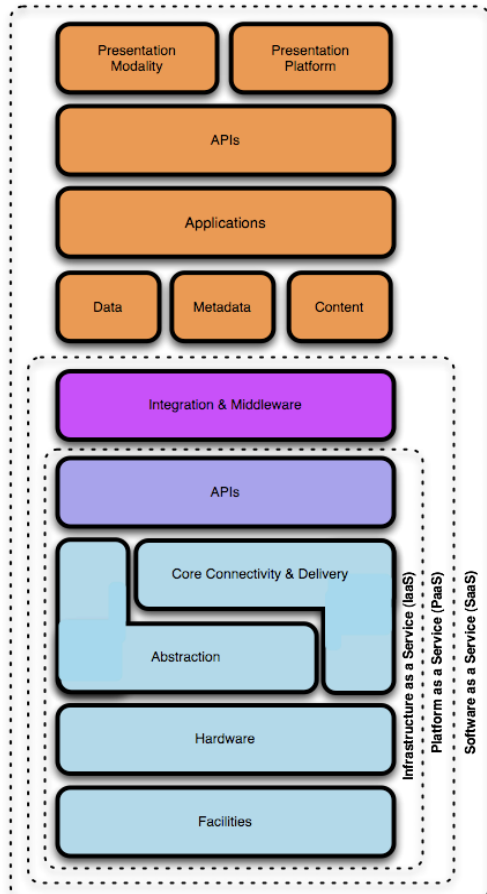 Presentation
Modality
Presentation
Platform
APIs
Applications
Data
Metadata
Content
Integration & Middleware
APIs
Core Connectivity & Delivery
Abstraction
Hardware
Facilities
Infrastructure as a Service (IaaS)
Platform as a Service (PaaS)
Software as a Service (SaaS)